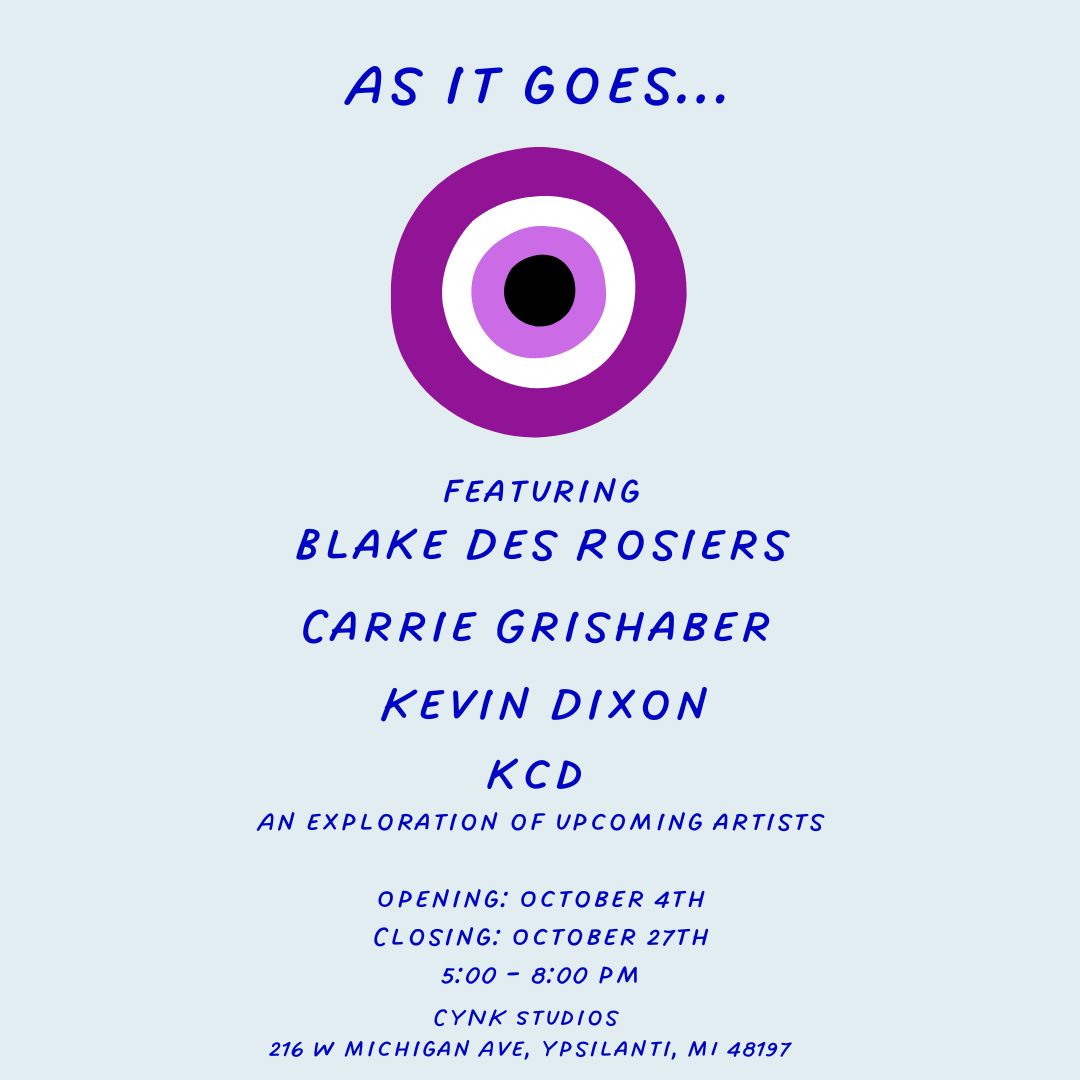 AS IT GOES...
FEATURING
BLAKE DES ROSIERS
CARRIE GRISHABER
KEVIN DIXON
KCD
AN EXPLORATION OF UPCOMING ARTISTS
OPENING: OCTOBER 4TH
CLOSING: OCTOBER 27TH
5:00 - 8:00 PM
CYNK STUDIOS
216 W MICHIGAN AVE, YPSILANTI, MI 48197